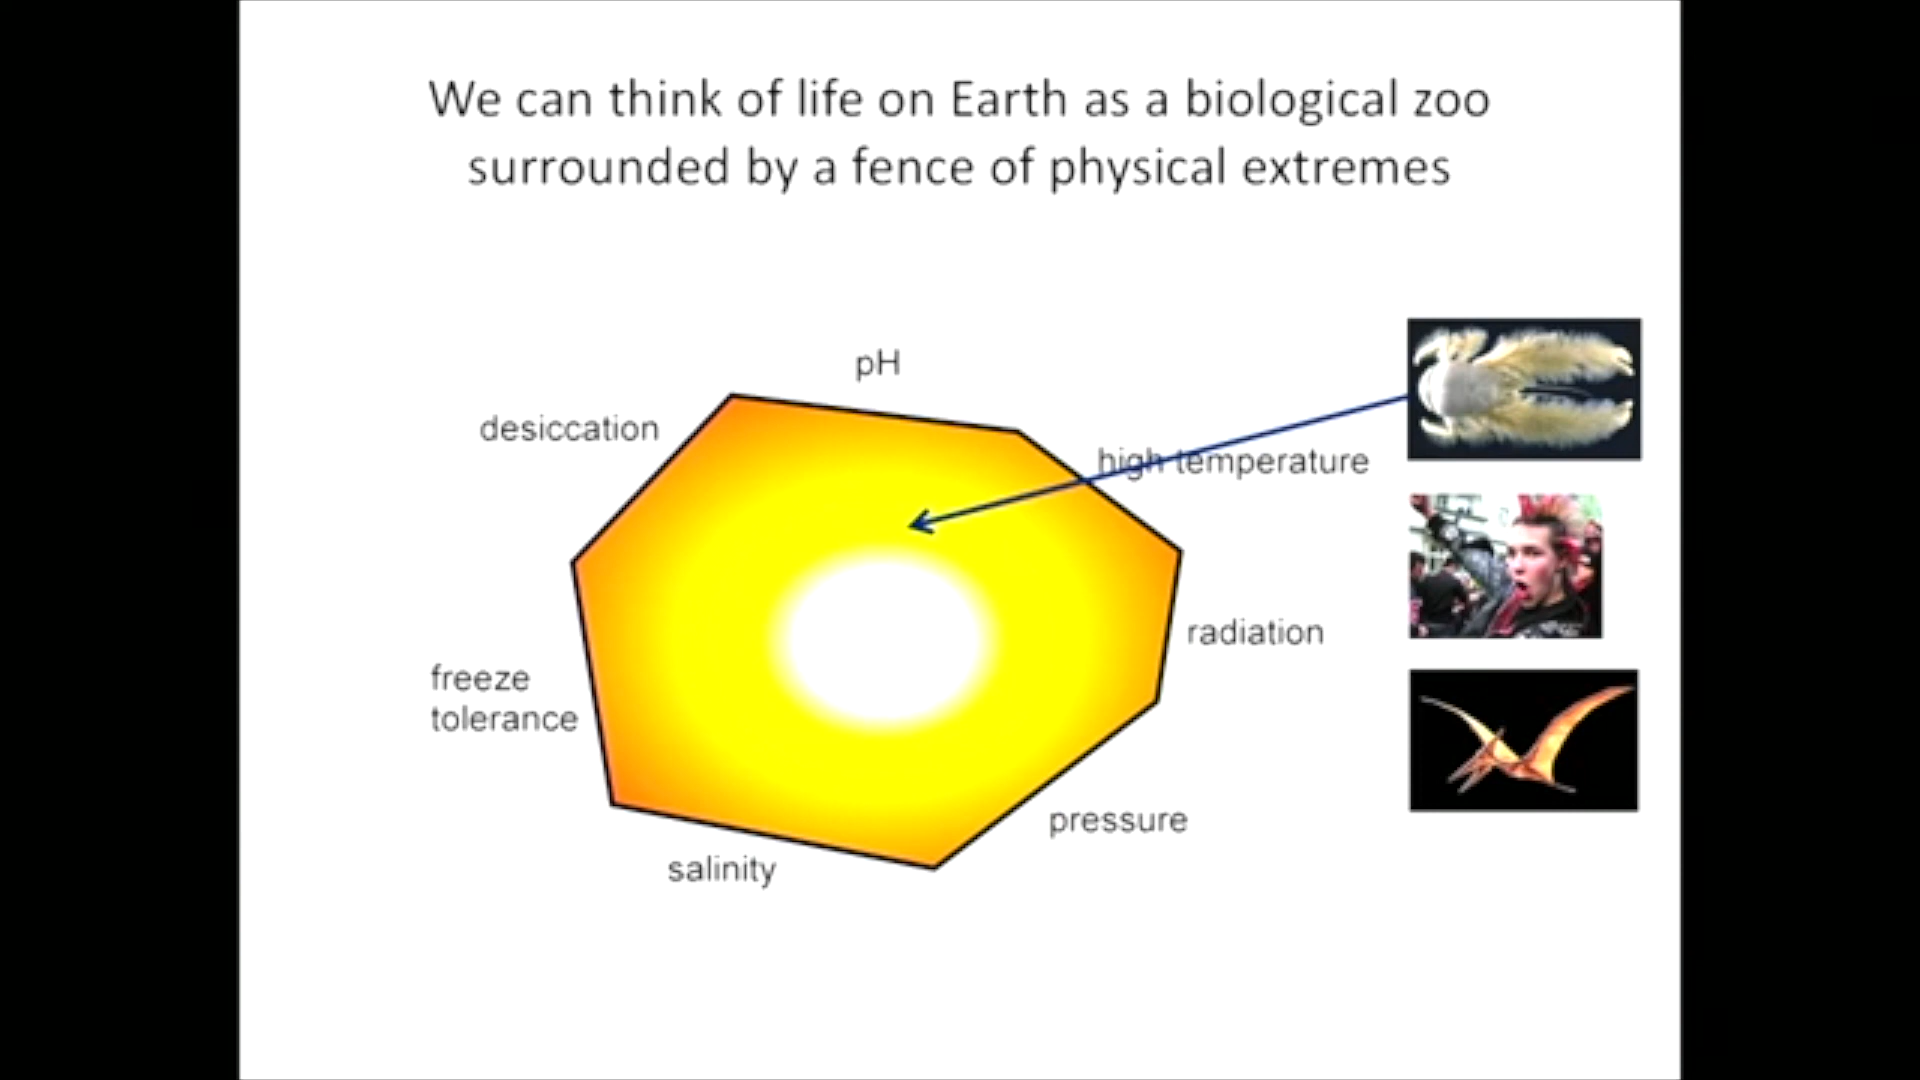 We can think of life on Earth as a biological zoo
surrounded by a fence of physical extremes
pH
desiccation
high temperature
radiation
freeze
tolerance
pressure
salinity